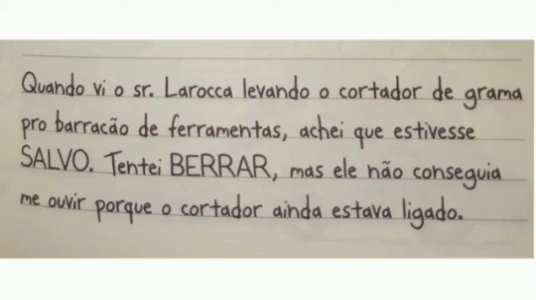 Quando vi o sr. Larocca levando o cortador de grama
pro barracão de ferramentas, achei que estivesse
SALVO. Tentei BERRAR, mas ele não conseguia
me ouvir porque o cortador ainda estava ligado.